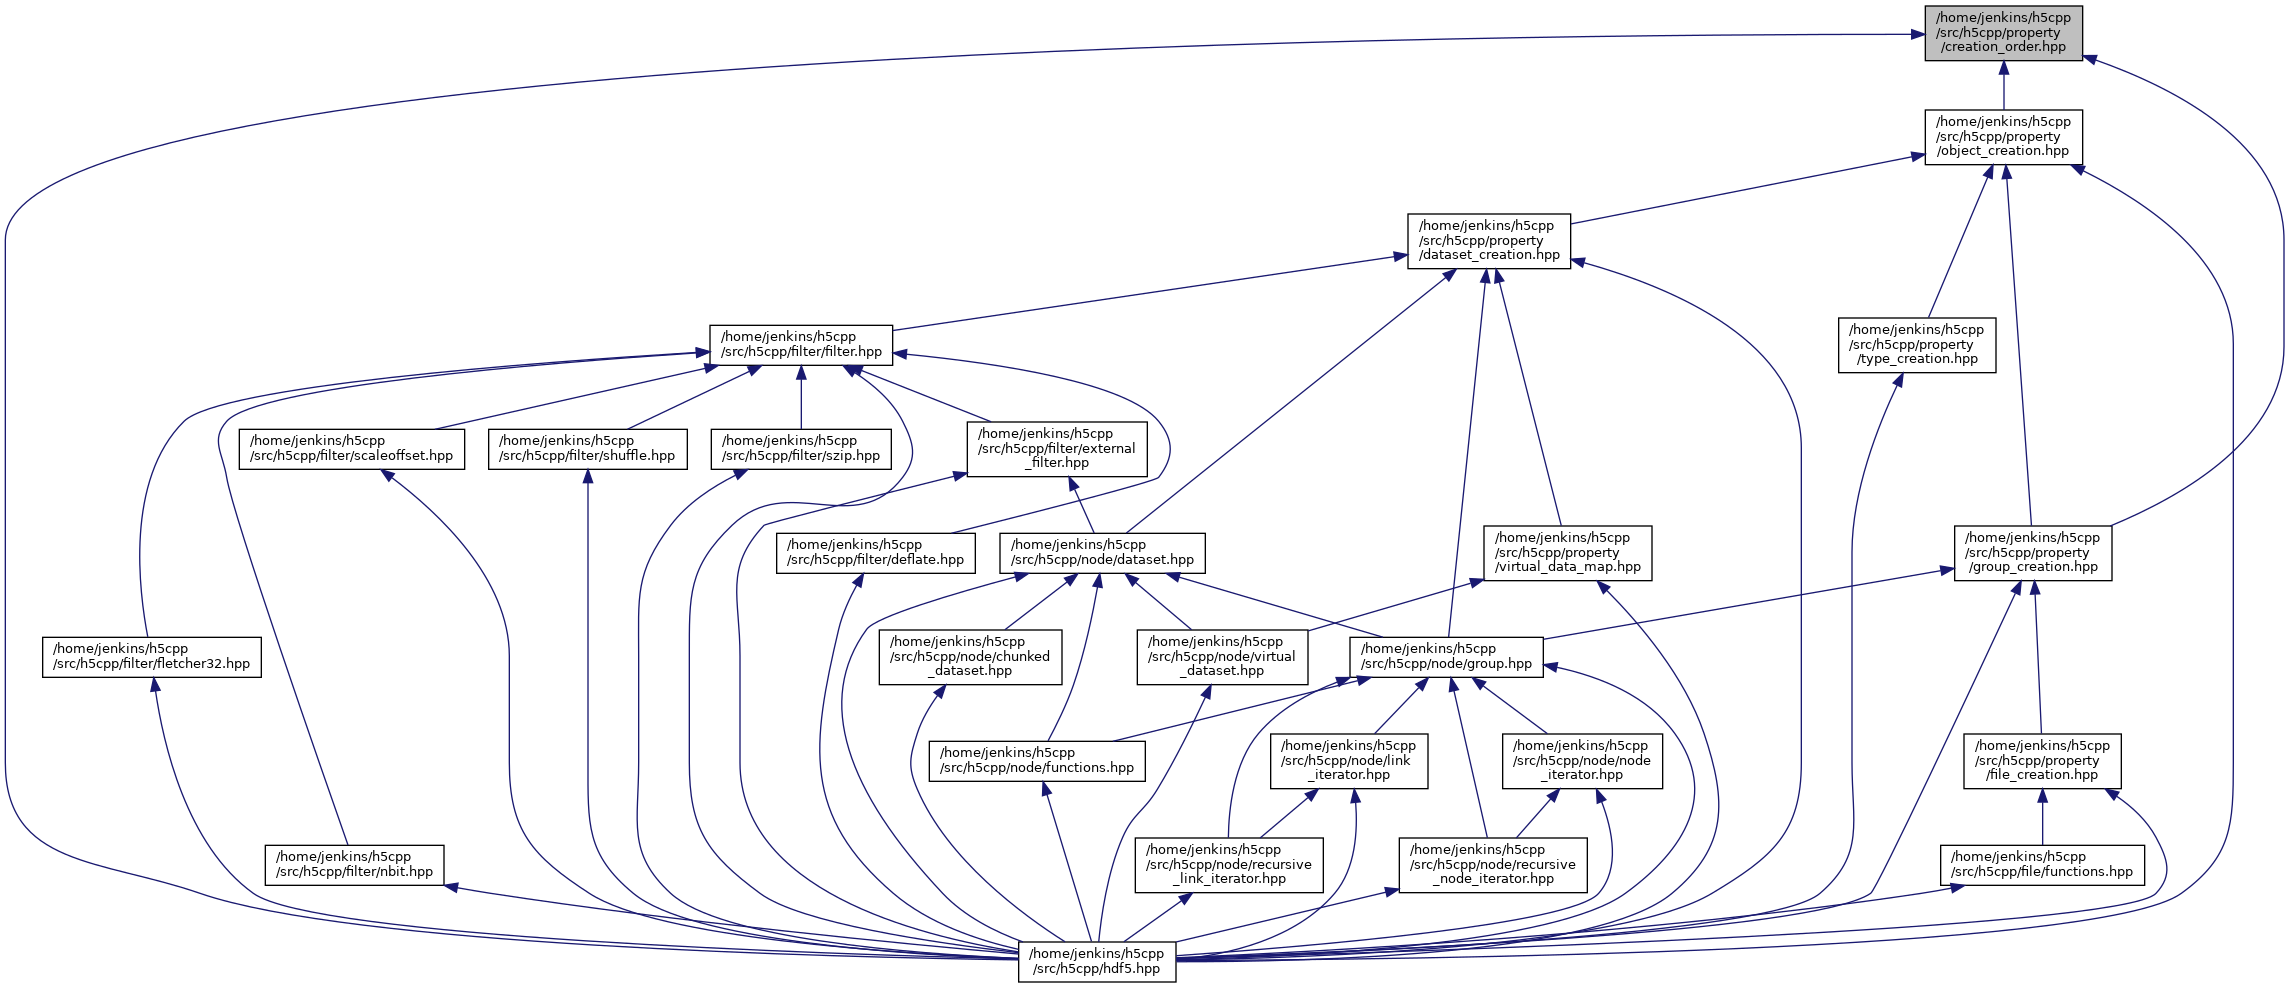 /home/jenkins/h5cpp
/src/h5cpp/property
/creation_order.hpp
/home/jenkins/h5cpp
/src/h5cpp/property
/object_creation.hpp
/home/jenkins/h5cpp
/src/h5cpp/property
/dataset_creation.hpp
/home/jenkins/h5cpp
/src/h5cpp/filter/filter.hpp
/home/jenkins/h5cpp
/src/h5cpp/property
/type_creation.hpp
/home/jenkins/h5cpp
/src/h5cpp/filter/scaleoffset.hpp
/home/jenkins/h5cpp
/src/h5cpp/filter/shuffle.hpp
/home/jenkins/h5cpp
/src/h5cpp/filter/szip.hpp
/home/jenkins/h5cpp
/src/h5cpp/filter/external
_filter.hpp
/home/jenkins/h5cpp
/src/h5cpp/filter/deflate.hpp
/home/jenkins/h5cpp
/src/h5cpp/node/dataset.hpp
/home/jenkins/h5cpp
/src/h5cpp/property
/virtual_data_map.hpp
/home/jenkins/h5cpp
/src/h5cpp/property
/group_creation.hpp
/home/jenkins/h5cpp
/src/h5cpp/filter/fletcher32.hpp
/home/jenkins/h5cpp
/src/h5cpp/node/chunked
_dataset.hpp
/home/jenkins/h5cpp
/src/h5cpp/node/virtual
_dataset.hpp
/home/jenkins/h5cpp
/src/h5cpp/node/group.hpp
/home/jenkins/h5cpp
/src/h5cpp/node/functions.hpp
/home/jenkins/h5cpp
/src/h5cpp/node/link
_iterator.hpp
/home/jenkins/h5cpp
/src/h5cpp/node/node
_iterator.hpp
/home/jenkins/h5cpp
/src/h5cpp/property
/file_creation.hpp
/home/jenkins/h5cpp
/src/h5cpp/filter/nbit.hpp
/home/jenkins/h5cpp
/src/h5cpp/node/recursive
_link_iterator.hpp
/home/jenkins/h5cpp
/src/h5cpp/node/recursive
_node_iterator.hpp
/home/jenkins/h5cpp
/src/h5cpp/file/functions.hpp
/home/jenkins/h5cpp
/src/h5cpp/hdf5.hpp